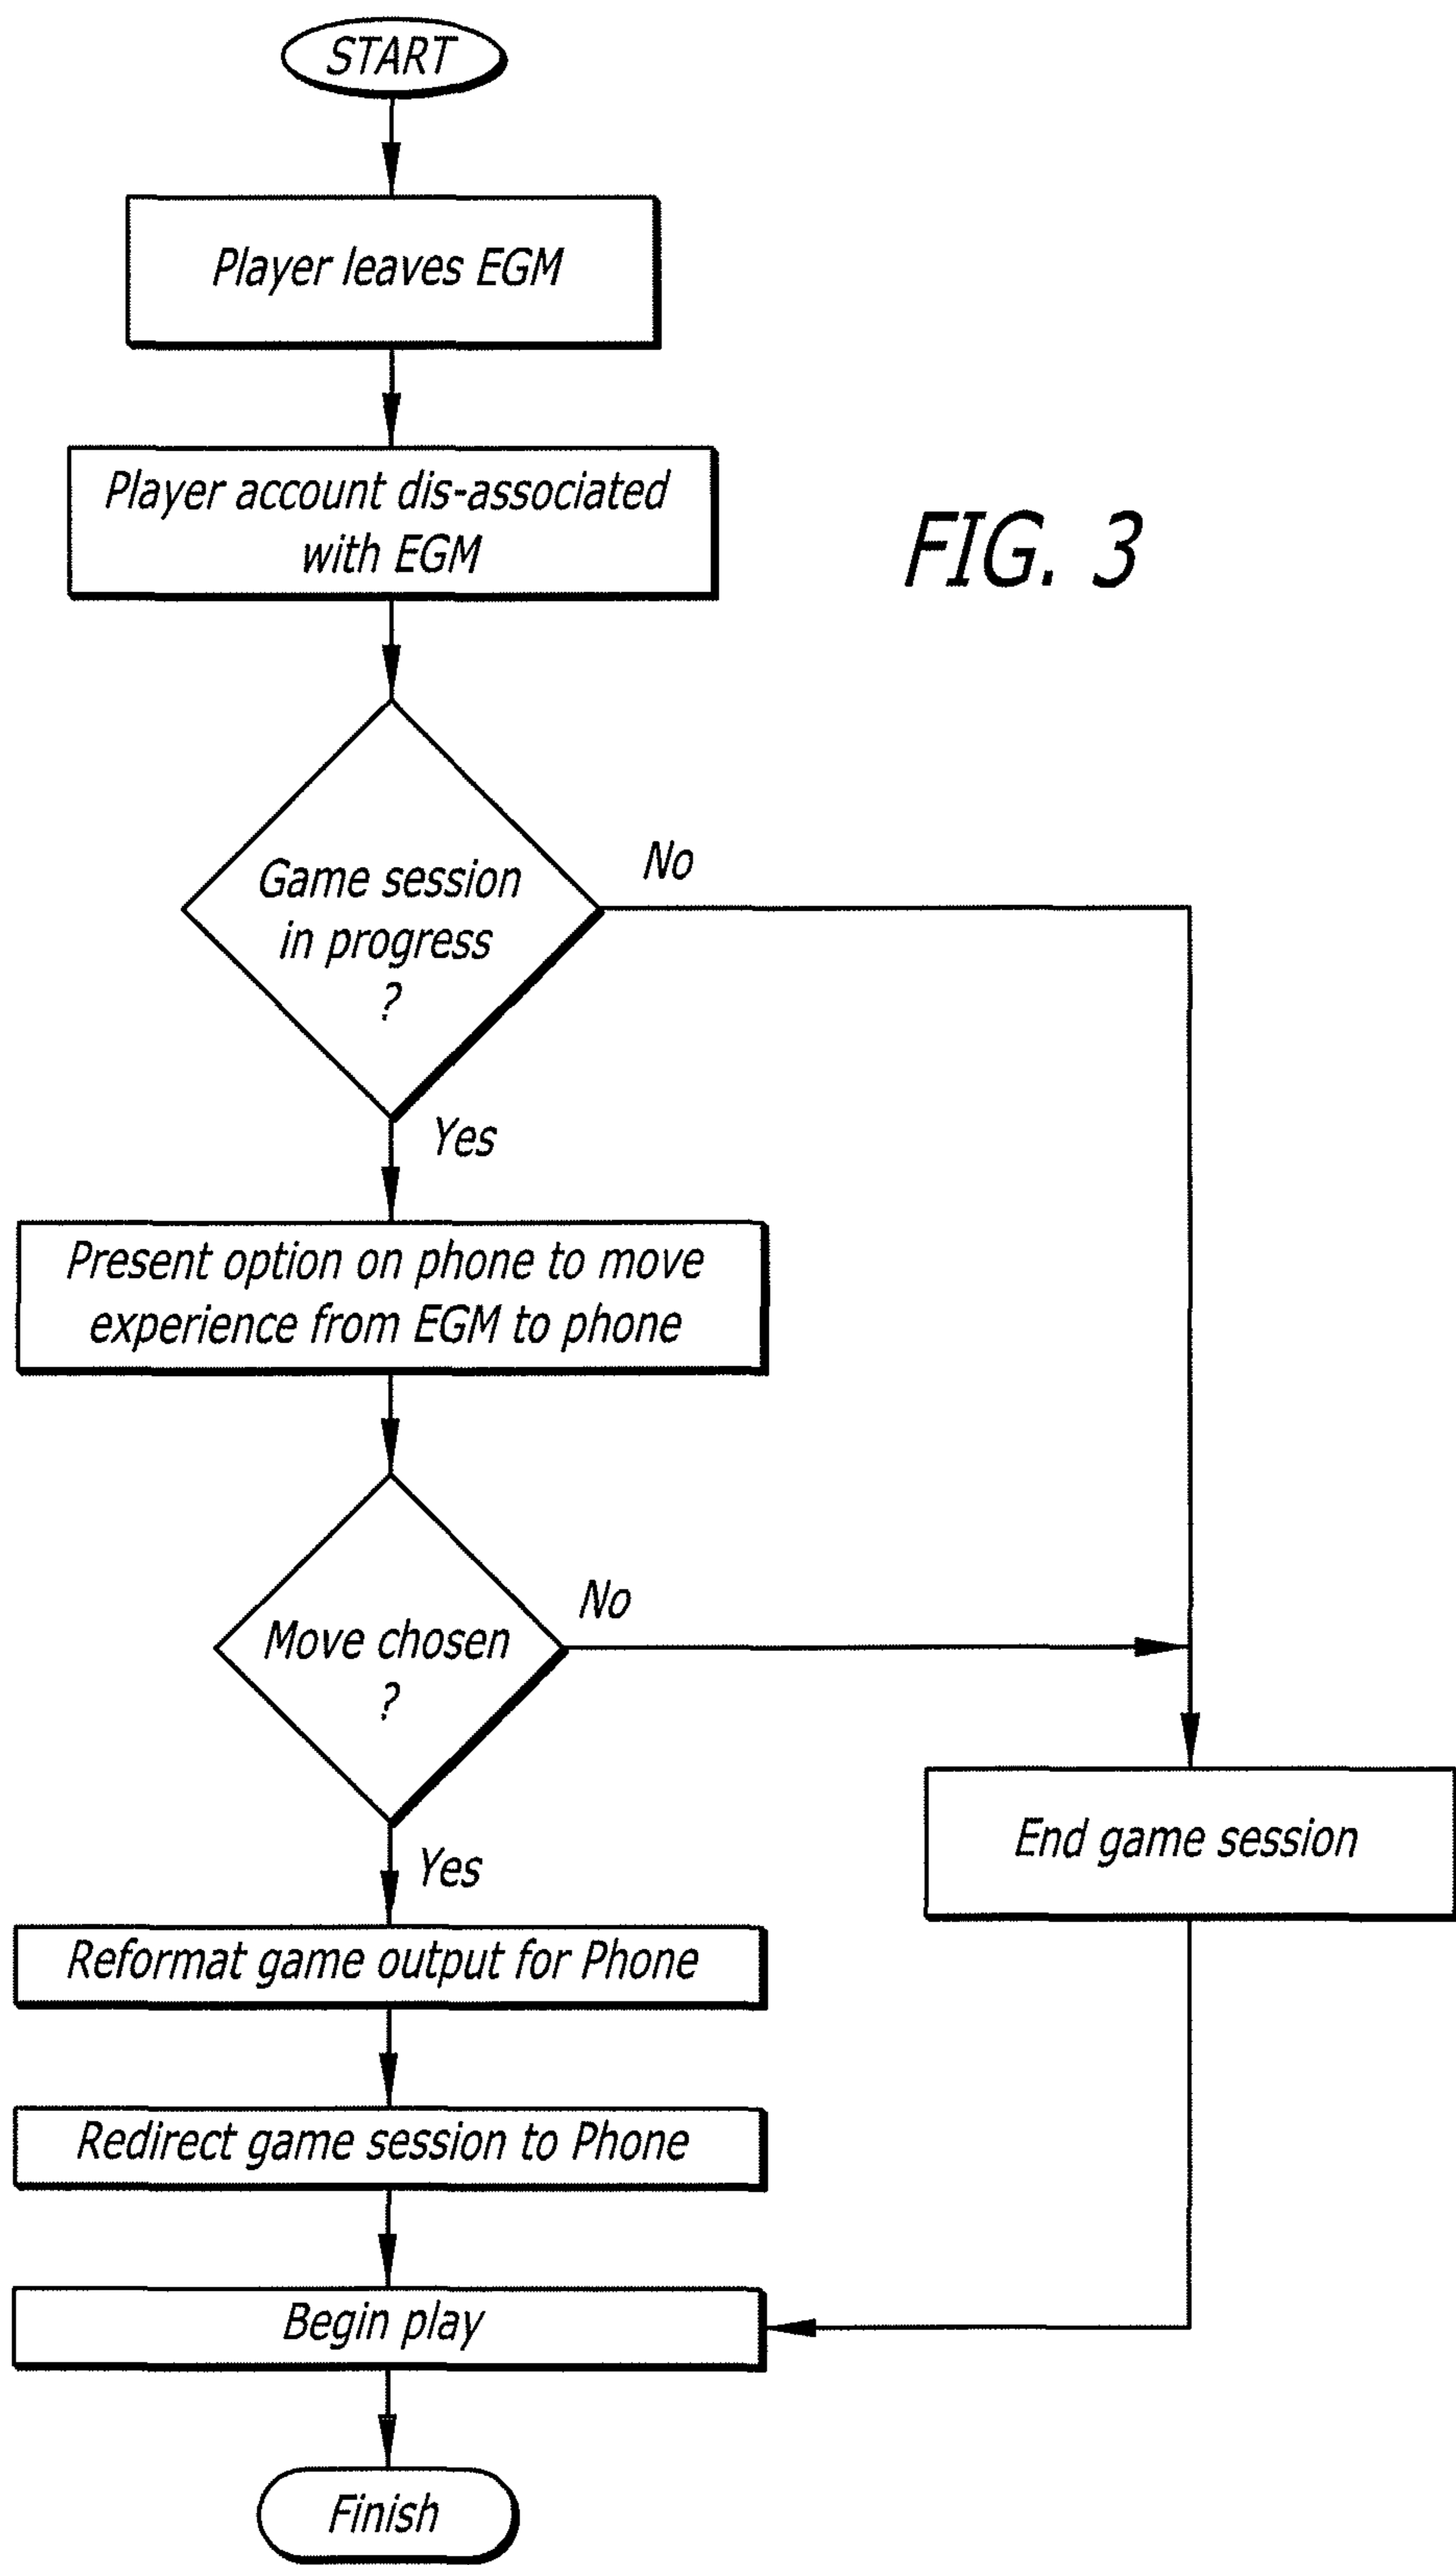 START
Player leaves EGM
Player account dis-associated
with EGM
FIG. 3
Game session
in progress
?
No
Yes
Present option on phone to move
experience from EGM to phone
Move chosen
?
No
Yes
End game session
Reformat game output for Phone
Redirect game session to Phone
Begin play
Finish